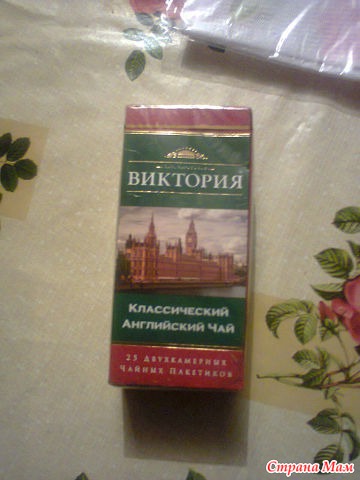 ВИКТОРИЯ
КЛАССИЧЕСКИЙ
АНГЛИЙСКИЙ ЧАЙ
25 ДВУХКАМЕРНЫХ
ЧАЙНЫХ ПАКЕТИКОВ
Страна Мам